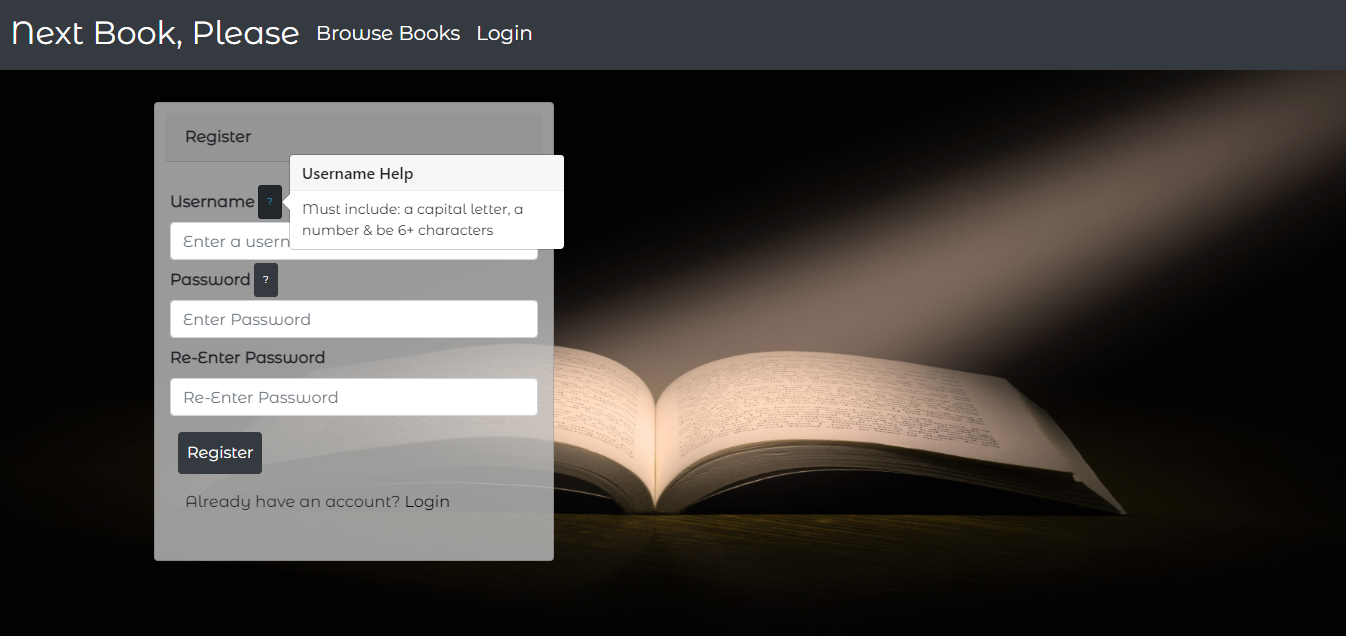 Next Book, Please Browse Books Login
Register
Username Help
Username ?
Must include: a capital letter, a
number & be 6+ characters
Enter a usern
Password ?
Enter Password
Re-Enter Password
Re-Enter Password
Register
Already have an account? Login